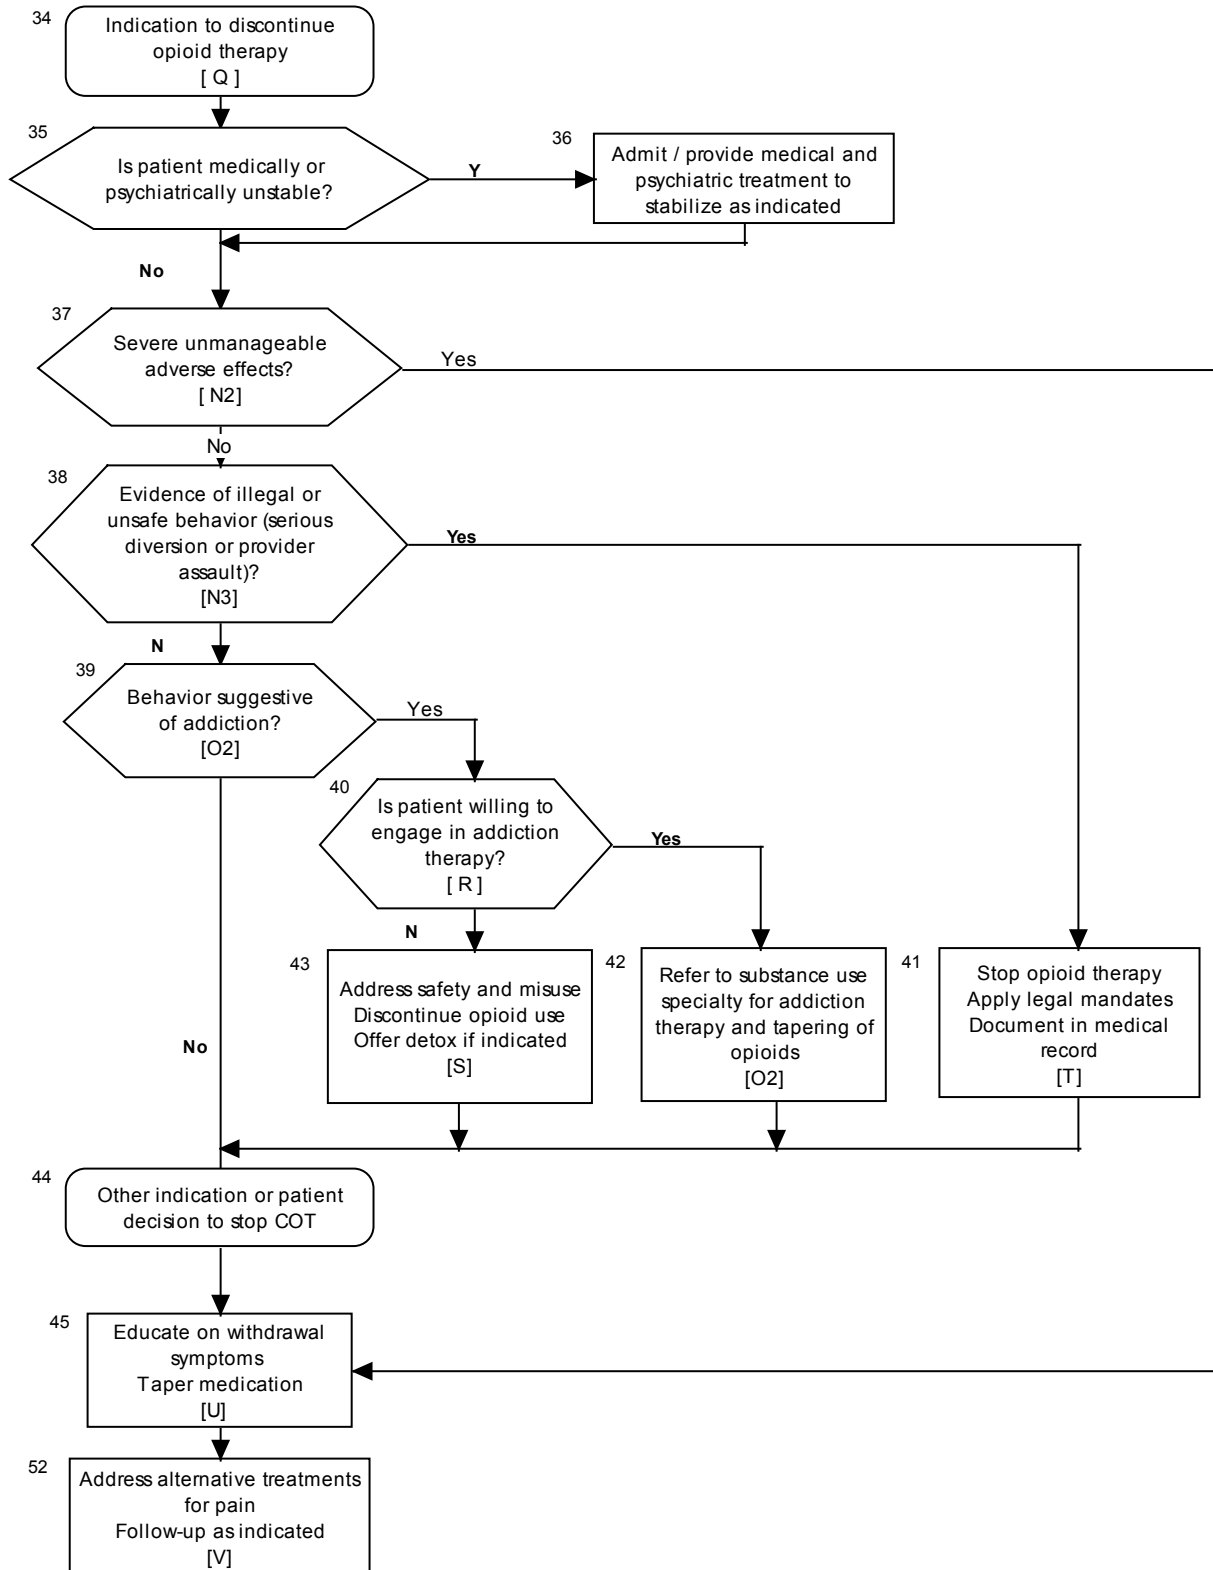 34
Indication to discontinue
opioid therapy
[ Q ]
35
Is patient medically or
psychiatrically unstable?
Y
36
Admit / provide medical and
psychiatric treatment to
stabilize as indicated
No
37
Severe unmanageable
adverse effects?
[ N2]
Yes
No
38
Evidence of illegal or
unsafe behavior (serious
diversion or provider
assault)?
[N3]
Yes
N
39
Behavior suggestive
of addiction?
[O2]
Yes
40
Is patient willing to
engage in addiction
therapy?
[ R ]
Yes
N
43
Address safety and misuse
Discontinue opioid use
Offer detox if indicated
[S]
42
Refer to substance use
specialty for addiction
therapy and tapering of
opioids
[O2]
41
Stop opioid therapy
Apply legal mandates
Document in medical
record
[T]
No
44
Other indication or patient
decision to stop COT
45
Educate on withdrawal
symptoms
Taper medication
[U]
52
Address alternative treatments
for pain
Follow-up as indicated
[V]